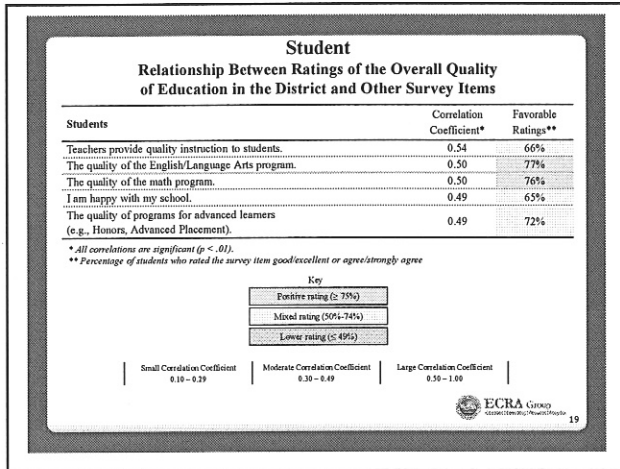 Student
Relationship Between Ratings of the Overall Quality
of Education in the District and Other Survey Items
Students
Correlation Coefficient*
Favorable Ratings**
Teachers provide quality instruction to students. 0.54 66%
The quality of the English/Language Arts program. 0.50 77%
The quality of the math program. 0.50 76%
I am happy with my school. 0.49 65%
The quality of programs for advanced learners
(e.g., Honors, Advanced Placement). 0.49 72%
* All correlations are significant (p < .01).
** Percentage of students who rated the survey item good/excellent or agree/strongly agree
Key
Positive rating (≥ 75%)
Mixed rating (50%-74%)
Lower rating (≤ 49%)
Small Correlation Coefficient
0.10 – 0.29
Moderate Correlation Coefficient
0.30 – 0.49
Large Correlation Coefficient
0.50 – 1.00
ECRA Group
19